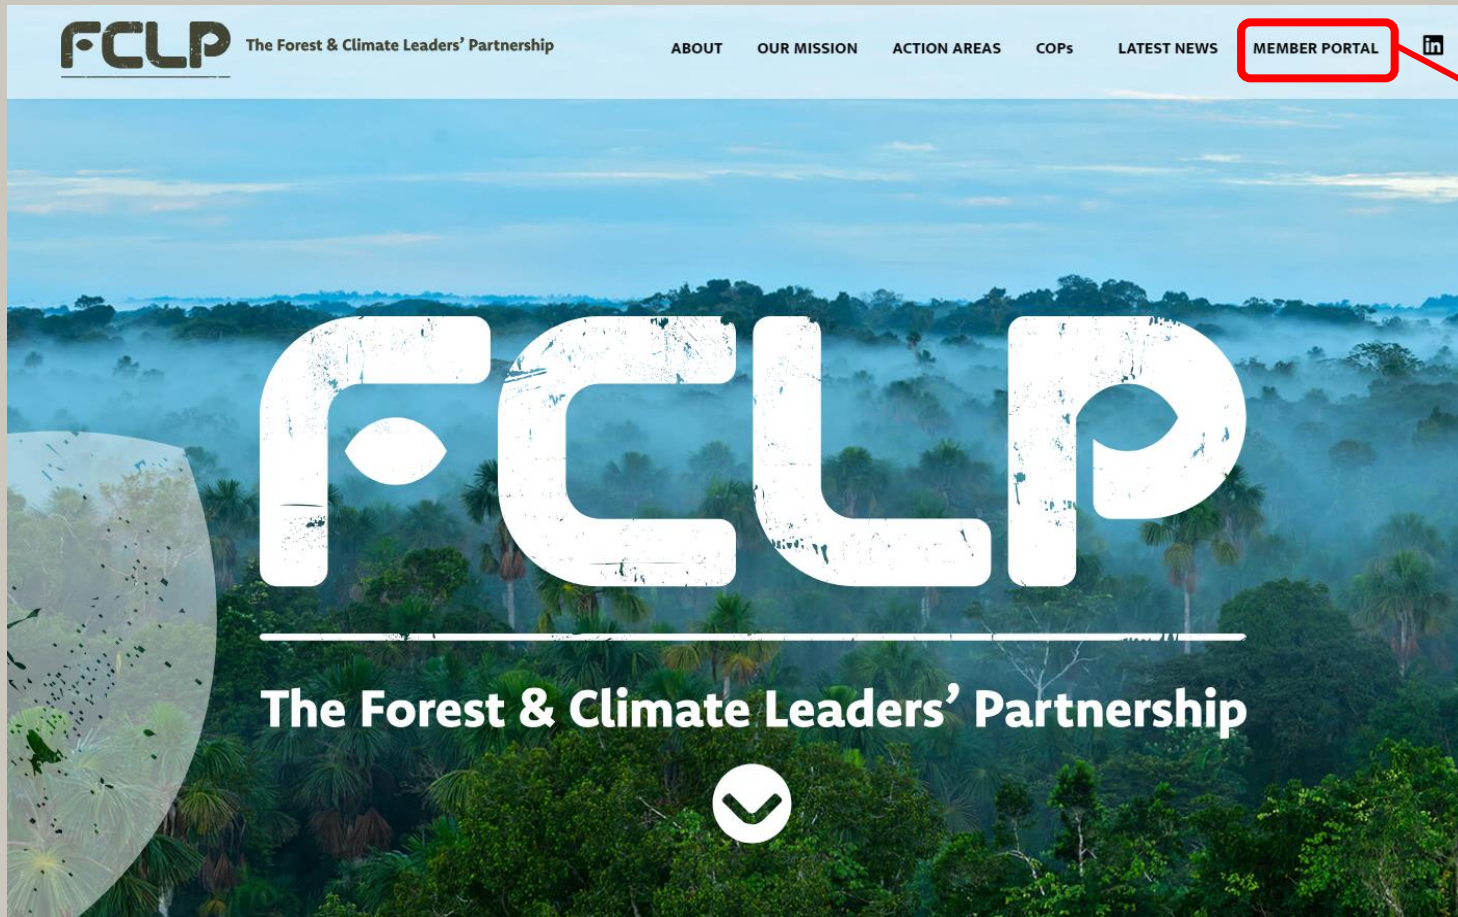 FCLP The Forest & Climate Leaders’ Partnership ABOUT OUR MISSION ACTION AREAS COPs LATEST NEWS MEMBER PORTAL in
FCLP
The Forest & Climate Leaders’ Partnership